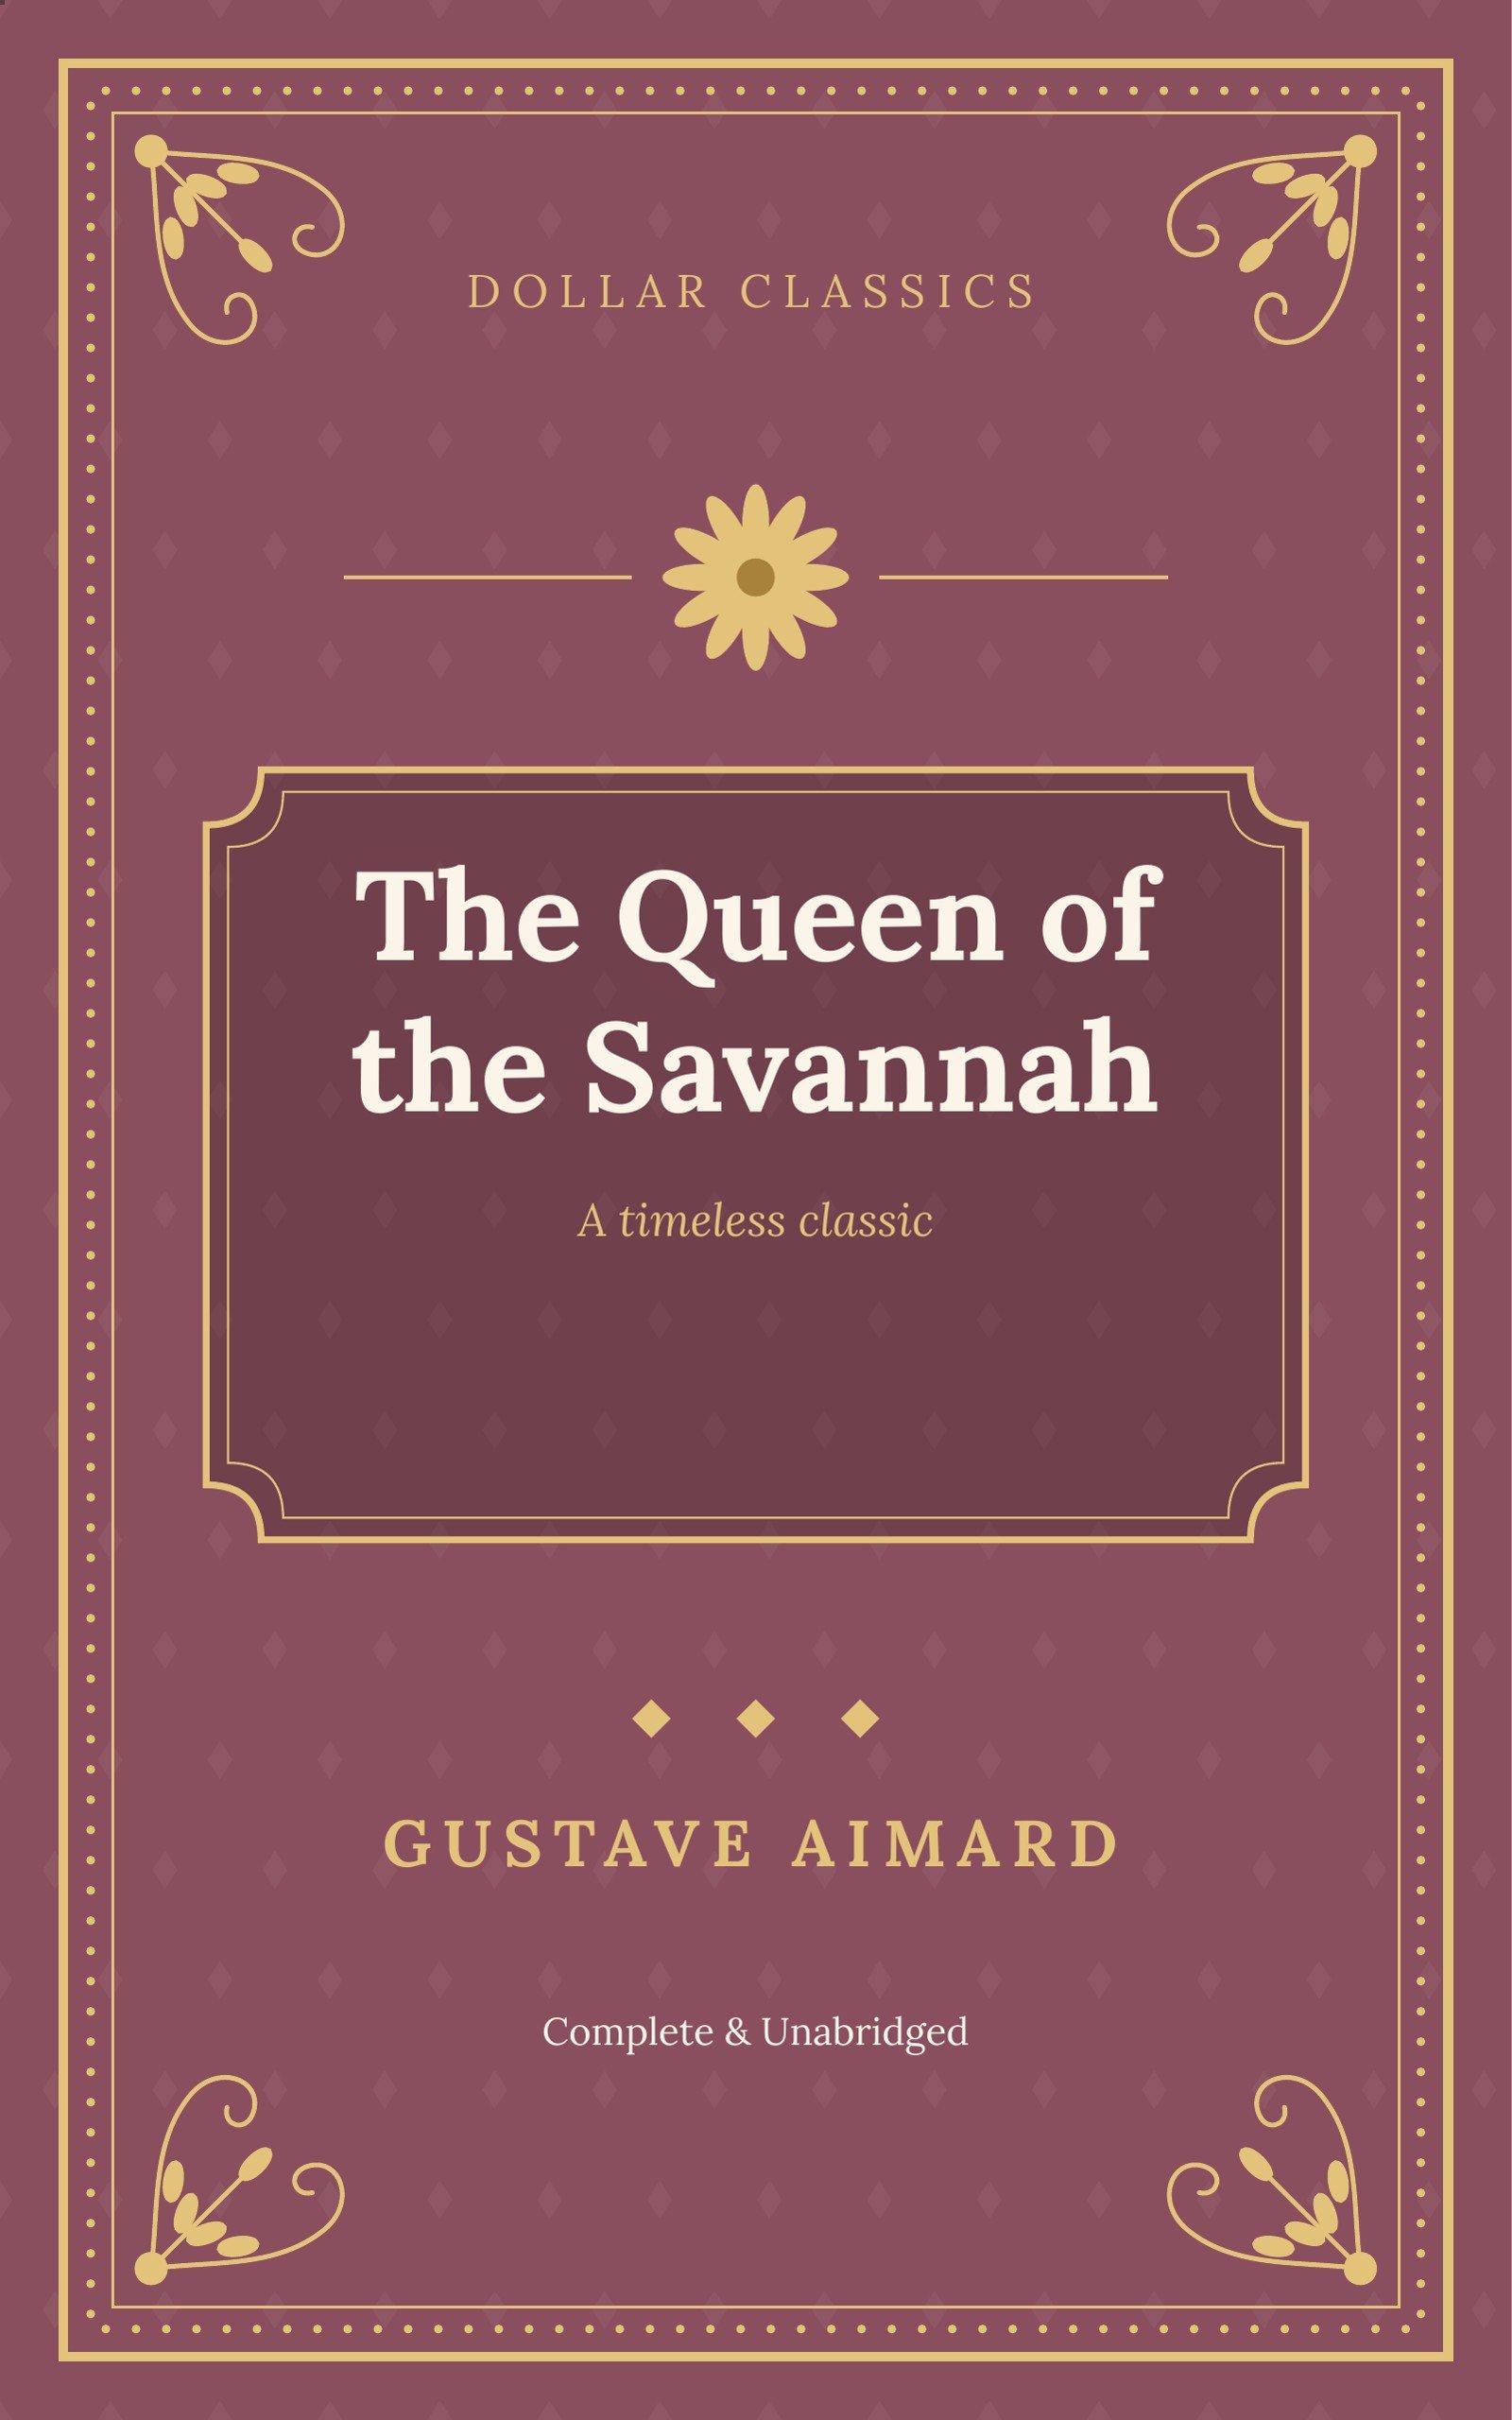 DOLLAR CLASSICS
The Queen of
the Savannah
A timeless classic
GUSTAVE AIMARD
Complete & Unabridged